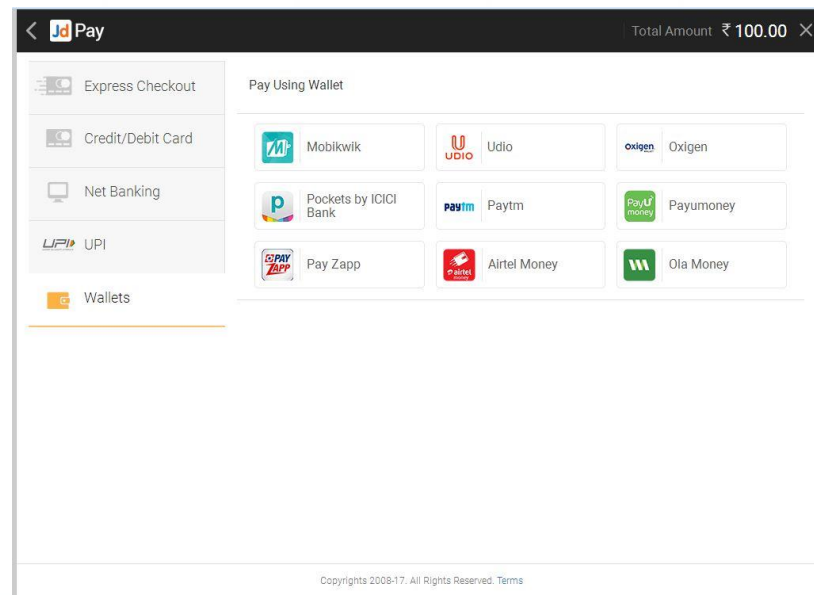 Jd Pay
Total Amount ₹ 100.00
Express Checkout
Credit/Debit Card
Net Banking
UPI UPI
Wallets
Pay Using Wallet
M Mobikwik
UDIO Udio
oxigen Oxigen
p Pockets by ICICI
Bank
paytm Paytm
PayU
money Payumoney
PAY
ZAPP Pay Zapp
airtel
money Airtel Money
Ola Money
Copyrights 2008-17. All Rights Reserved. Terms